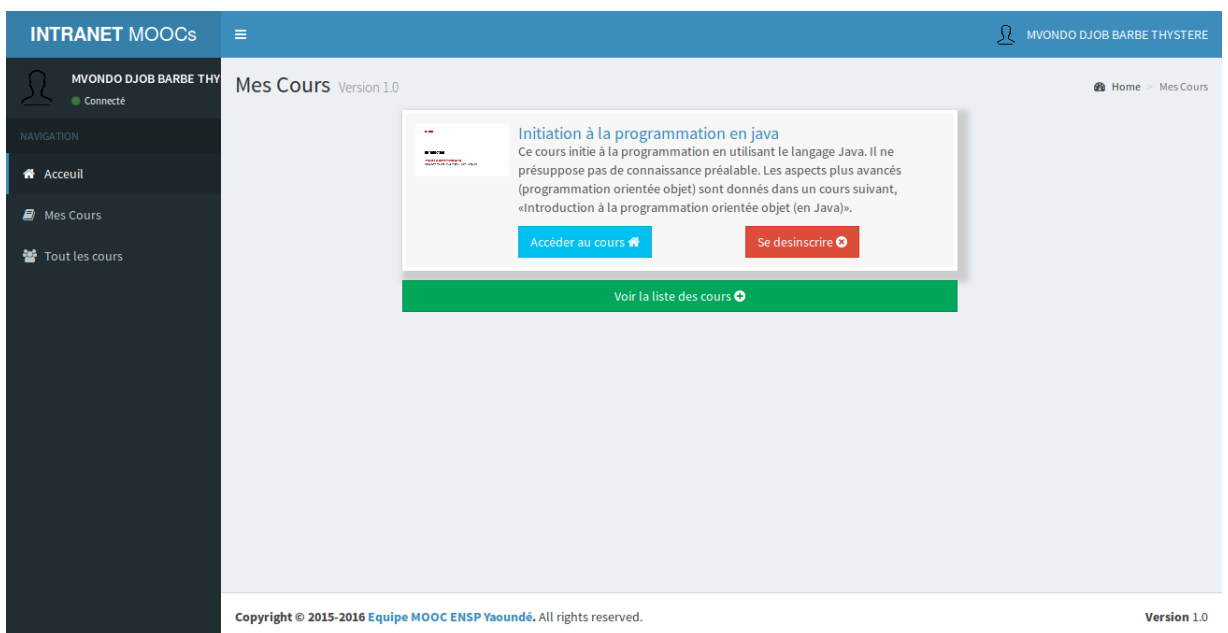 INTRANET MOOCs
MVONDO DJOB BARBE THYSTERE
MVONDO DJOB BARBE THY
Connecté
NAVIGATION
Acceuil
Mes Cours
Tout les cours
Mes Cours Version 1.0
Home > Mes Cours
Initiation à la programmation en java
Ce cours initie à la programmation en utilisant le langage Java. Il ne
présuppose pas de connaissance préalable. Les aspects plus avancés
(programmation orientée objet) sont donnés dans un cours suivant,
«Introduction à la programmation orientée objet (en Java)».
Accéder au cours
Se desinscrire
Voir la liste des cours
Copyright © 2015-2016 Equipe MOOC ENSP Yaoundé. All rights reserved.
Version 1.0